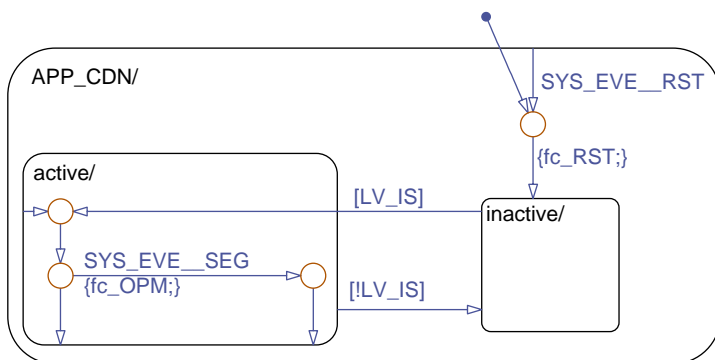 APP_CDN/
SYS_EVE__RST
{fc_RST;}
active/
[LV_IS]
inactive/
SYS_EVE__SEG
{fc_OPM;}
[!LV_IS]